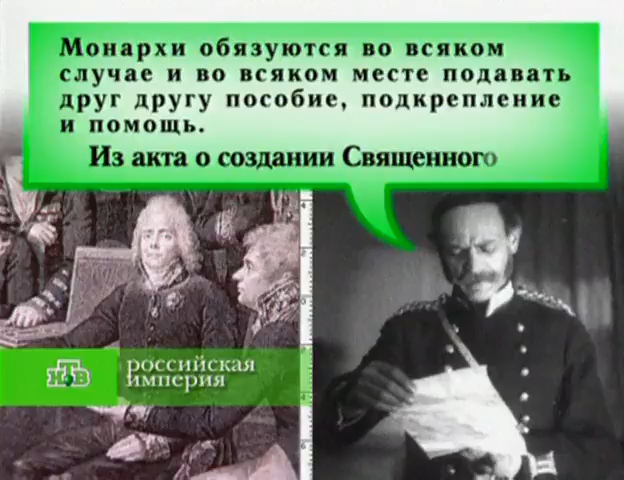 Монархи обязуются во всяком
случае и во всяком месте подавать
друг другу пособие, подкрепление
и помощь.
Из акта о создании Священного
НТВ
российская
империя